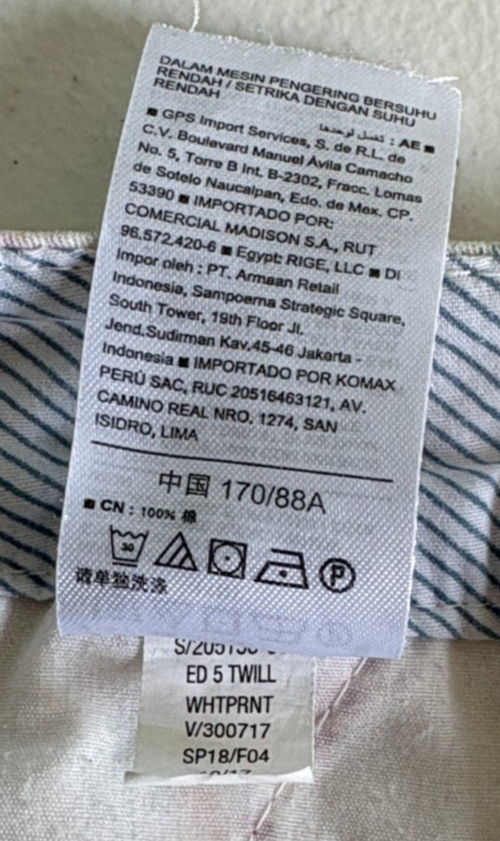 DALAM MESIN PENGERING BERSUHU
RENDAH / SETRIKA DENGAN SUHU
RENDAH
■ AE : تفضل لوحدها
■ GPS Import Services, S. de R.L. de
C.V. Boulevard Manuel Ávila Camacho
No. 5, Torre B Int. B-2302, Fracc. Lomas
de Sotelo Naucalpan, Edo. de Mex. CP.
53390 ■ IMPORTADO POR:
COMERCIAL MADISON S.A., RUT
96.572.420-6 ■ Egypt: RIGE, LLC ■ Di
Impor oleh : PT. Armaan Retail
Indonesia, Sampoerna Strategic Square,
South Tower, 19th Floor Jl.
Jend.Sudirman Kav.45-46 Jakarta -
Indonesia ■ IMPORTADO POR KOMAX
PERÚ SAC, RUC 20516463121, AV.
CAMINO REAL NRO. 1274, SAN
ISIDRO, LIMA
中国 170/88A
■ CN : 100% 棉
30
P
请单独洗涤
ED 5 TWILL
WHTPRNT
V/300717
SP18/F04